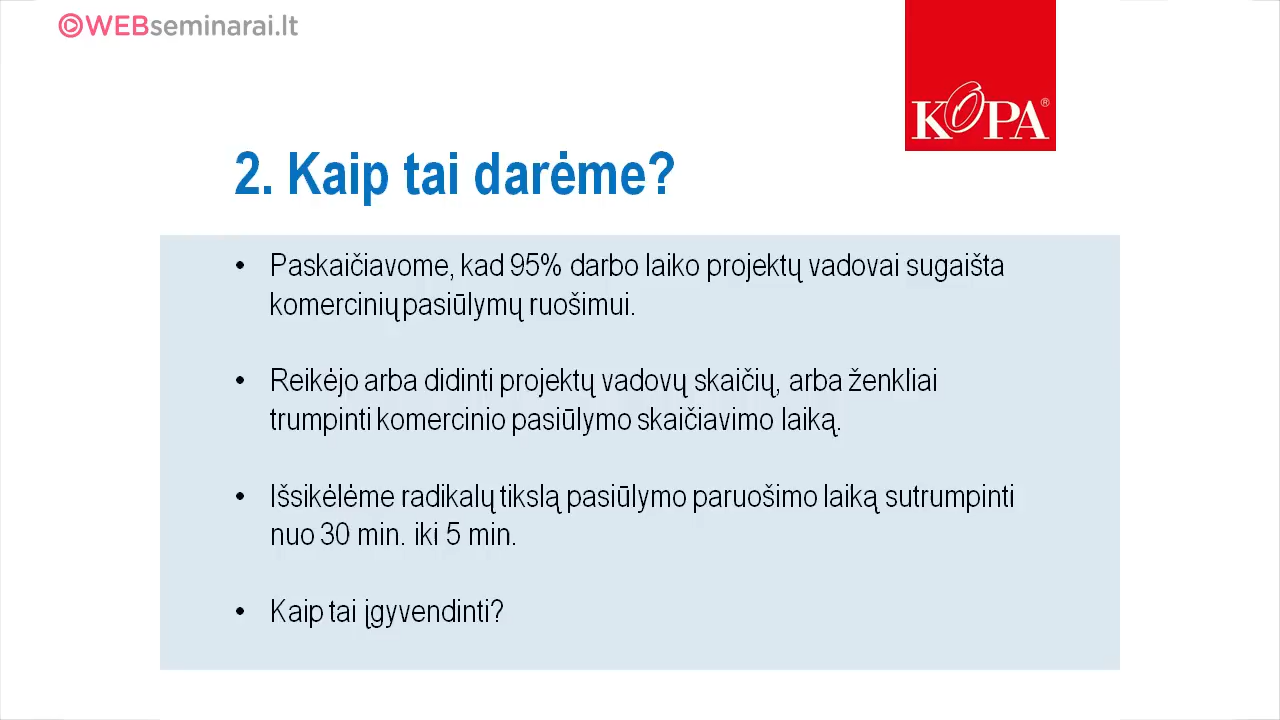 WEBseminarai.lt
KOPA®
2. Kaip tai darėme?
• Paskaičiavome, kad 95% darbo laiko projektų vadovai sugaišta
komercinių pasiūlymų ruošimui.
• Reikėjo arba didinti projektų vadovų skaičių, arba ženkliai
trumpinti komercinio pasiūlymo skaičiavimo laiką.
• Išsikėlėme radikalų tikslą pasiūlymo paruošimo laiką sutrumpinti
nuo 30 min. iki 5 min.
• Kaip tai įgyvendinti?